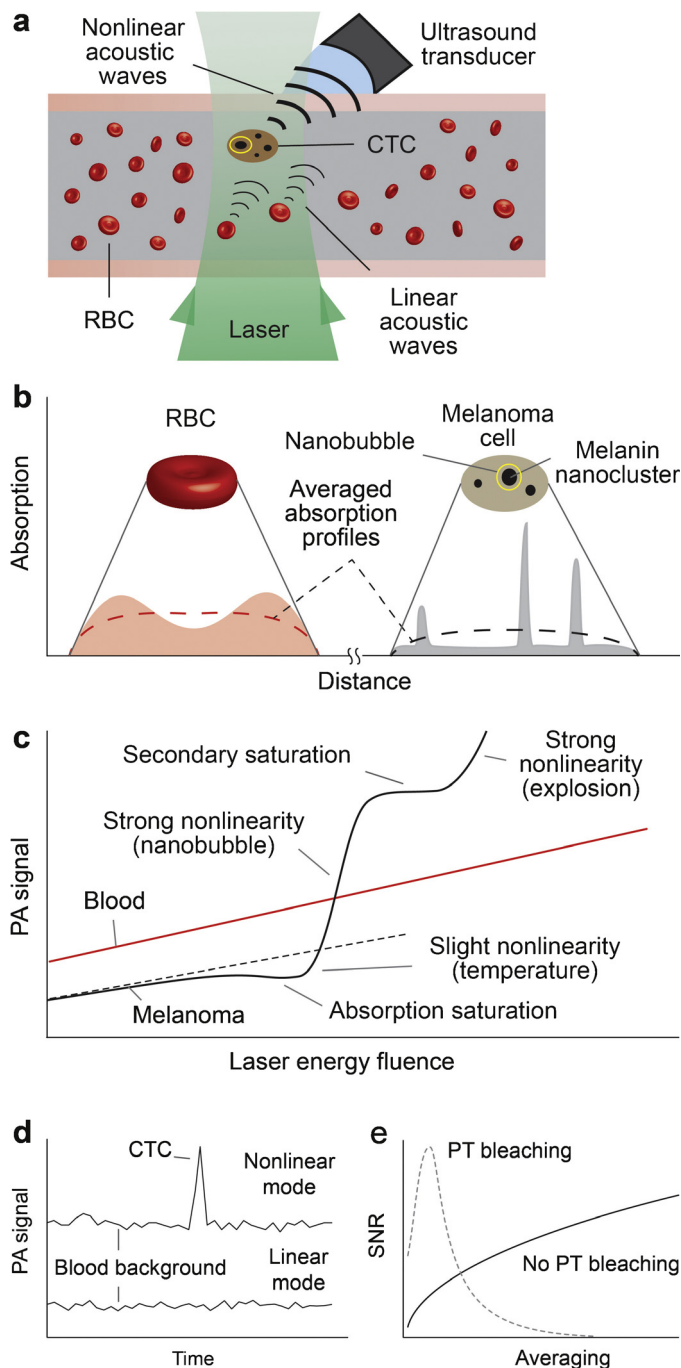 a
Nonlinear
acoustic
waves
Ultrasound
transducer
CTC
RBC
Laser
Linear
acoustic
waves
b
Absorption
RBC
Nanobubble
Averaged
absorption
profiles
Melanoma
cell
Melanin
nanocluster
Distance
c
PA signal
Secondary saturation
Strong
nonlinearity
(explosion)
Strong nonlinearity
(nanobubble)
Blood
Slight nonlinearity
(temperature)
Melanoma
Absorption saturation
Laser energy fluence
d
PA signal
CTC
Nonlinear
mode
Blood background
Linear
mode
Time
e
SNR
PT bleaching
No PT bleaching
Averaging